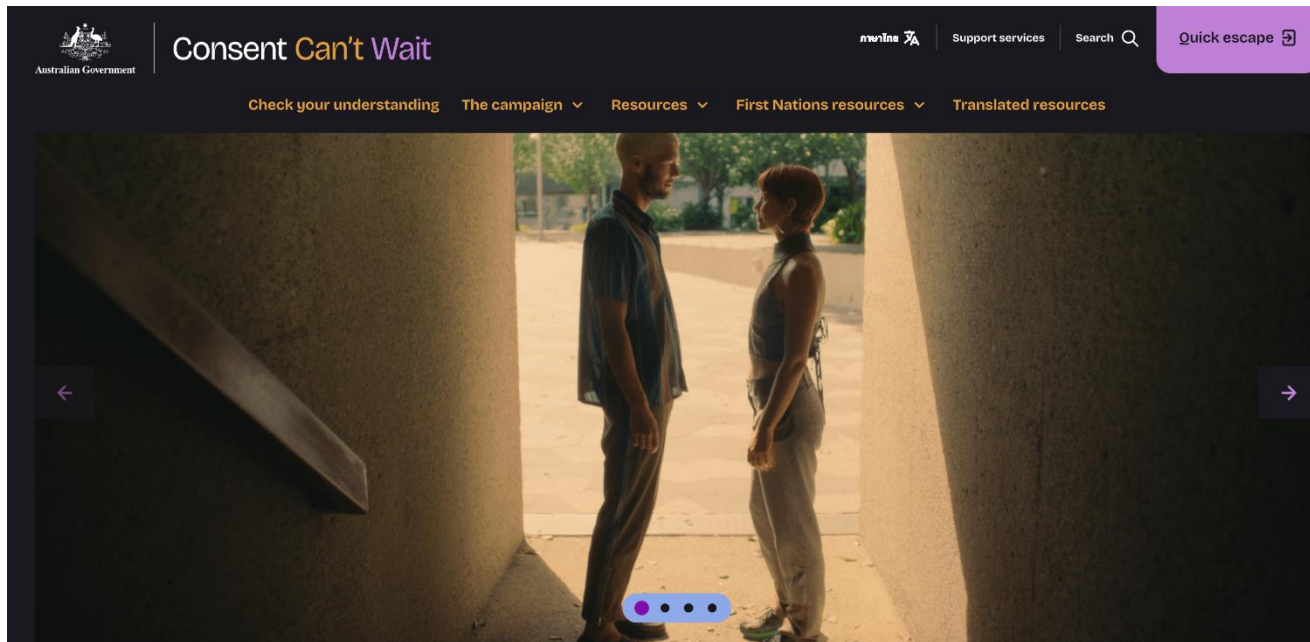 Australian Government
Consent Can't Wait
ภาษาไทย
Support services
Search
Quick escape
Check your understanding
The campaign
Resources
First Nations resources
Translated resources